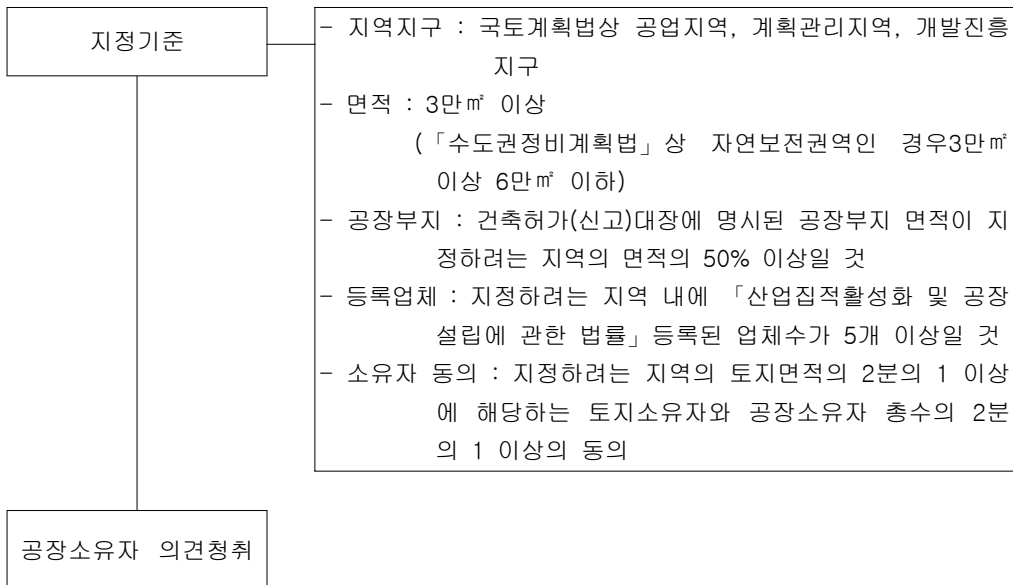 지정기준
- 지역지구 : 국토계획법상 공업지역, 계획관리지역, 개발진흥
지구
- 면적 : 3만㎡ 이상
(「수도권정비계획법」상 자연보전권역인 경우3만㎡
이상 6만㎡ 이하)
- 공장부지 : 건축허가(신고)대장에 명시된 공장부지 면적이 지
정하려는 지역의 면적의 50% 이상일 것
- 등록업체 : 지정하려는 지역 내에 「산업집적활성화 및 공장
설립에 관한 법률」등록된 업체수가 5개 이상일 것
- 소유자 동의 : 지정하려는 지역의 토지면적의 2분의 1 이상
에 해당하는 토지소유자와 공장소유자 총수의 2분
의 1 이상의 동의
공장소유자 의견청취